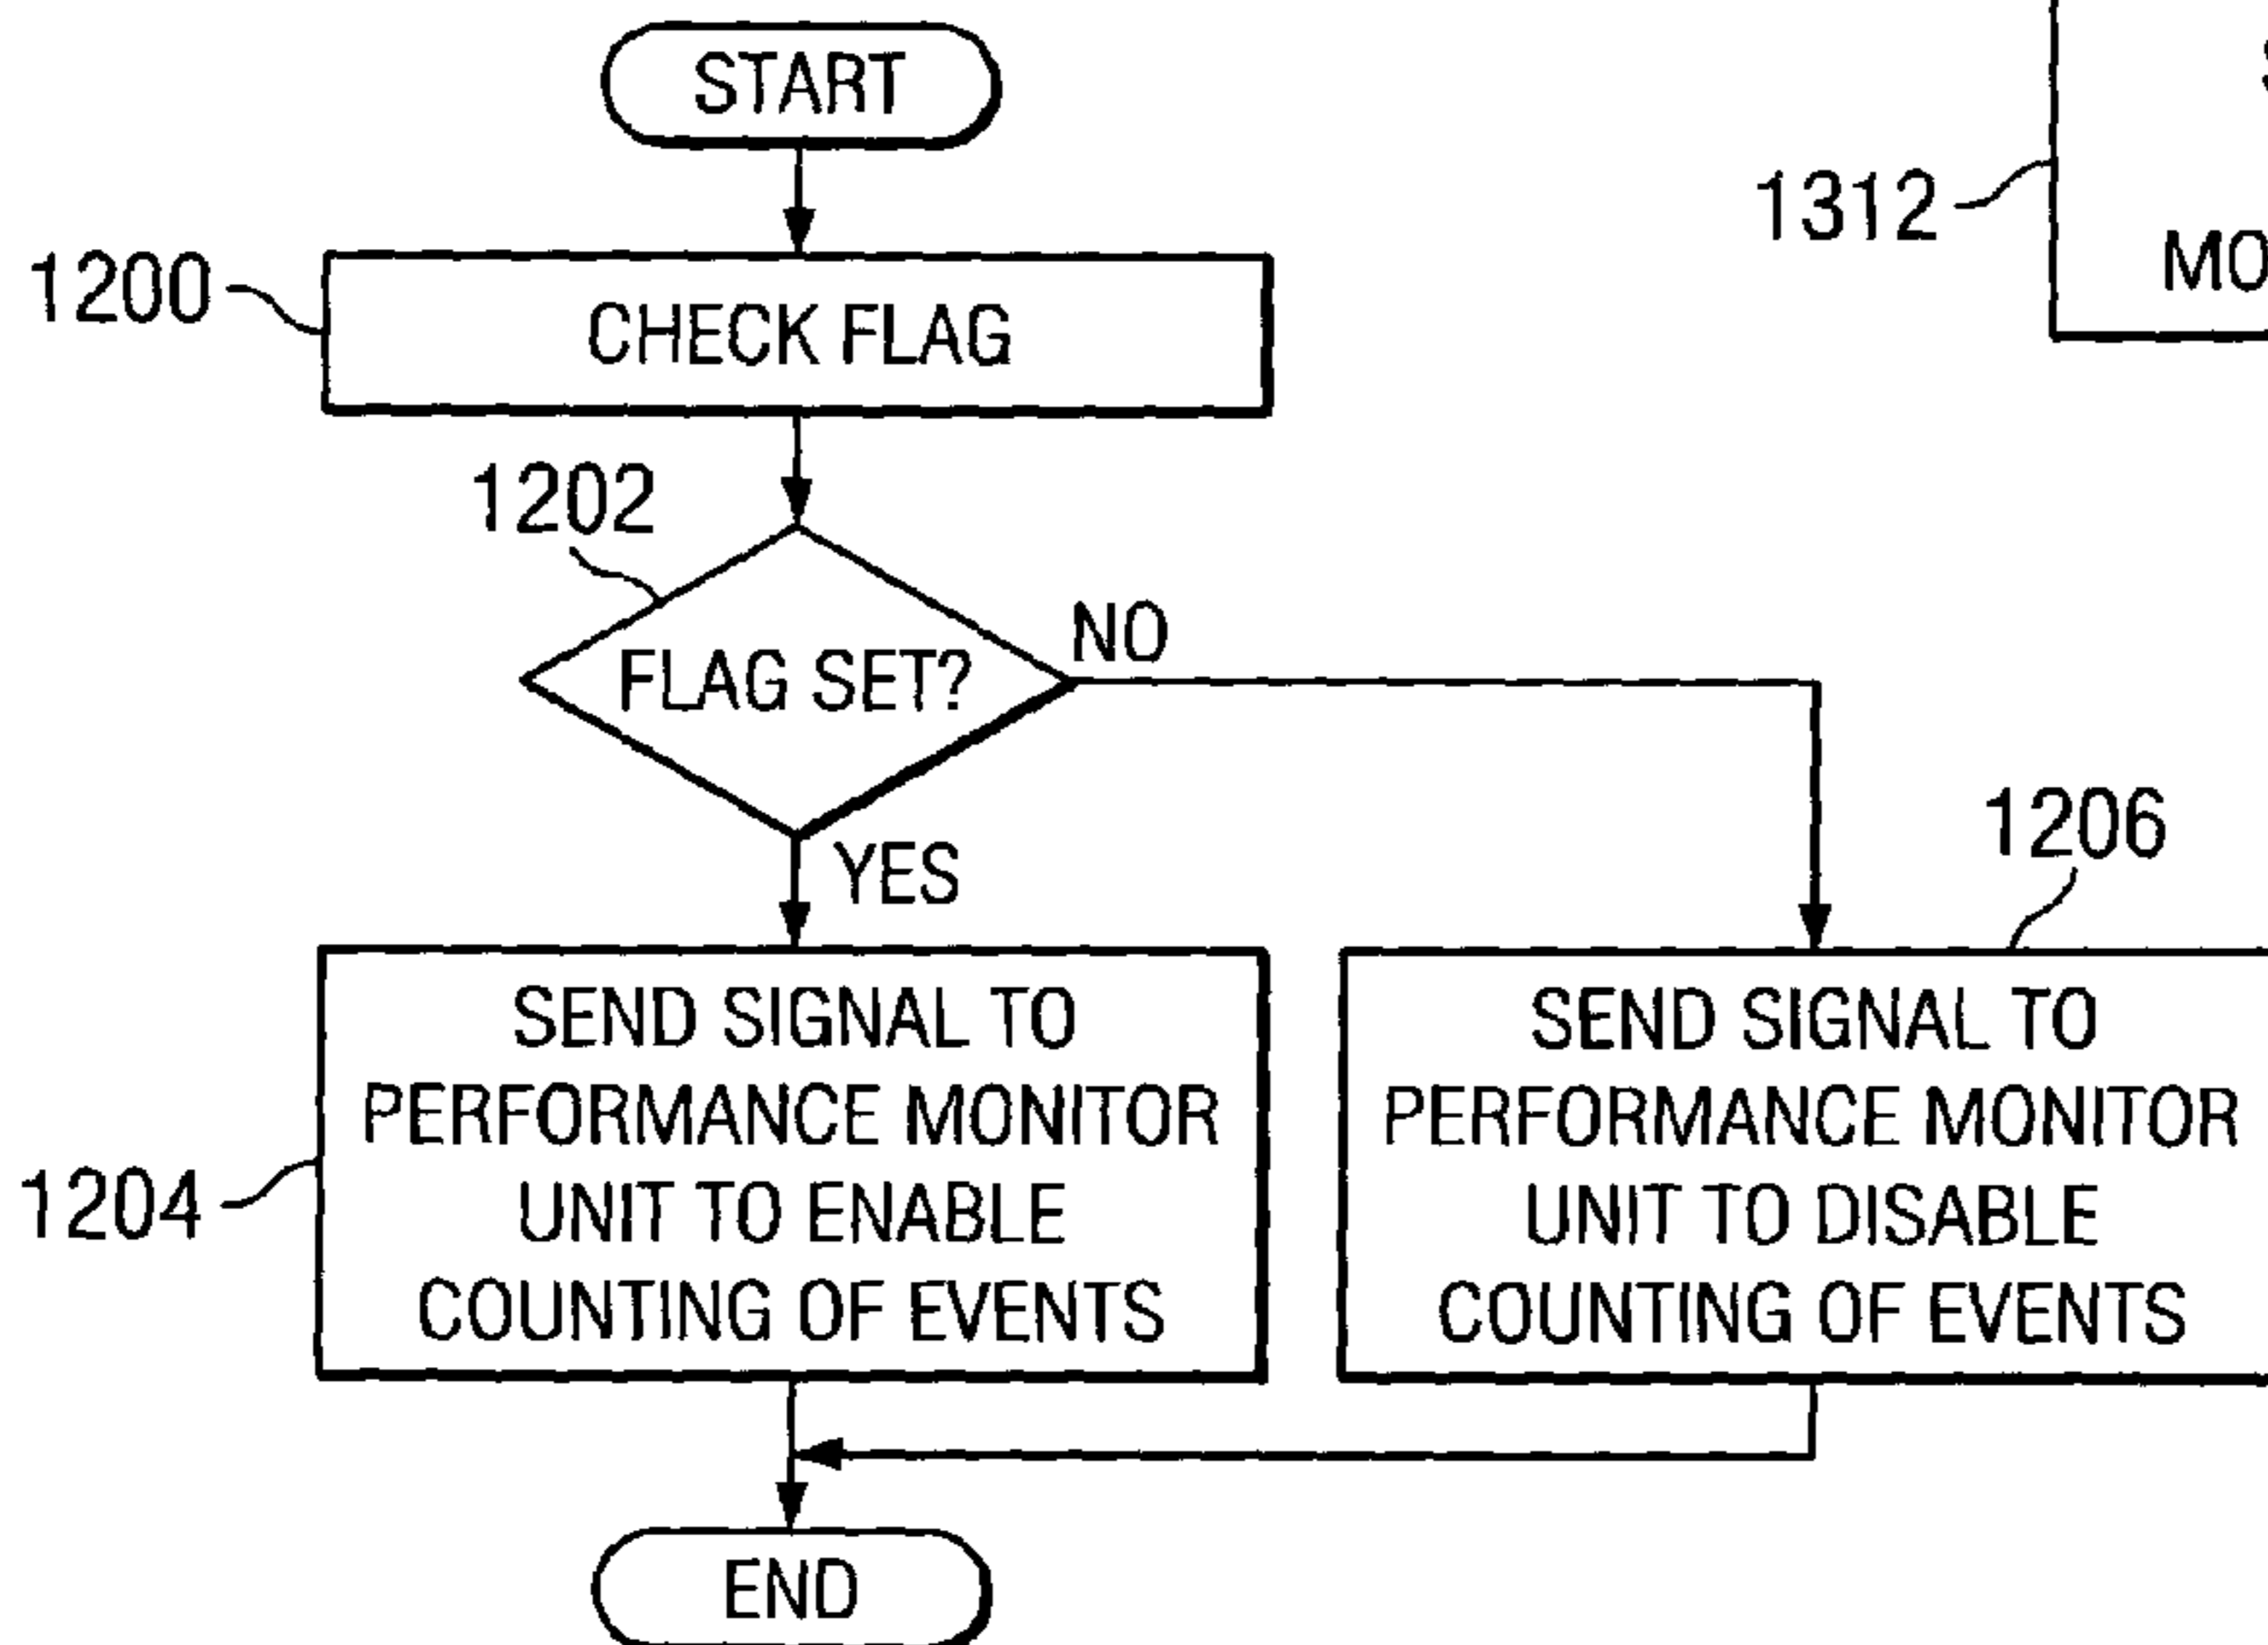 START
1200
CHECK FLAG
1202
FLAG SET?
NO
YES
1204
SEND SIGNAL TO
PERFORMANCE MONITOR
UNIT TO ENABLE
COUNTING OF EVENTS
1206
SEND SIGNAL TO
PERFORMANCE MONITOR
UNIT TO DISABLE
COUNTING OF EVENTS
END
1312